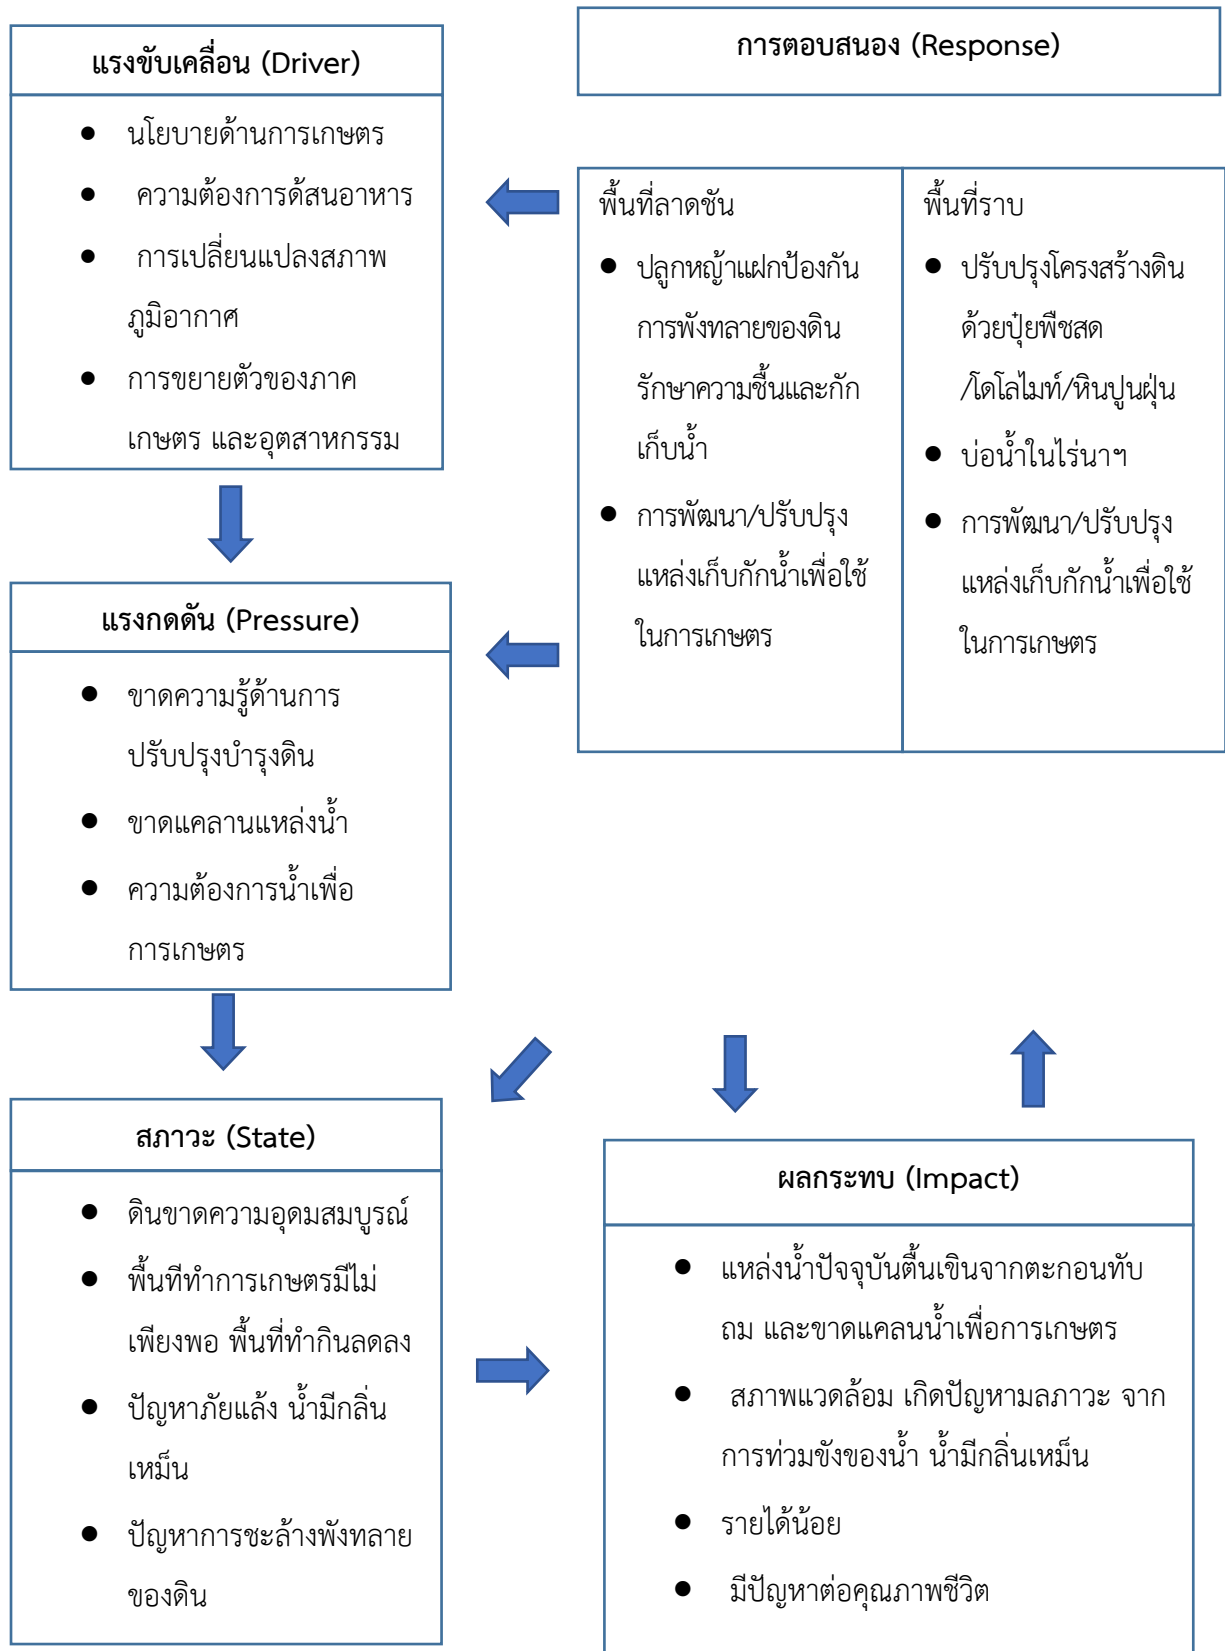 แรงขับเคลื่อน (Driver)
● นโยบายด้านการเกษตร
● ความต้องการด้สนอาหาร
● การเปลี่ยนแปลงสภาพ
ภูมิอากาศ
● การขยายตัวของภาค
เกษตร และอุตสาหกรรม
การตอบสนอง (Response)
พื้นที่ลาดชัน
● ปลูกหญ้าแฝกป้องกัน
การพังทลายของดิน
รักษาความชื้นและกัก
เก็บน้ำ
● การพัฒนา/ปรับปรุง
แหล่งเก็บกักน้ำเพื่อใช้
ในการเกษตร
พื้นที่ราบ
● ปรับปรุงโครงสร้างดิน
ด้วยปุ๋ยพืชสด
/โดโลไมท์/หินปูนฝุ่น
● บ่อน้ำในไร่นาฯ
● การพัฒนา/ปรับปรุง
แหล่งเก็บกักน้ำเพื่อใช้
ในการเกษตร
แรงกดดัน (Pressure)
● ขาดความรู้ด้านการ
ปรับปรุงบำรุงดิน
● ขาดแคลานแหล่งน้ำ
● ความต้องการน้ำเพื่อ
การเกษตร
สภาวะ (State)
● ดินขาดความอุดมสมบูรณ์
● พื้นทีทำการเกษตรมีไม่
เพียงพอ พื้นที่ทำกินลดลง
● ปัญหาภัยแล้ง น้ำมีกลิ่น
เหม็น
● ปัญหาการชะล้างพังทลาย
ของดิน
ผลกระทบ (Impact)
● แหล่งน้ำปัจจุบันตื้นเขินจากตะกอนทับ
ถม และขาดแคลนน้ำเพื่อการเกษตร
● สภาพแวดล้อม เกิดปัญหามลภาวะ จาก
การท่วมขังของน้ำ น้ำมีกลิ่นเหม็น
● รายได้น้อย
● มีปัญหาต่อคุณภาพชีวิต